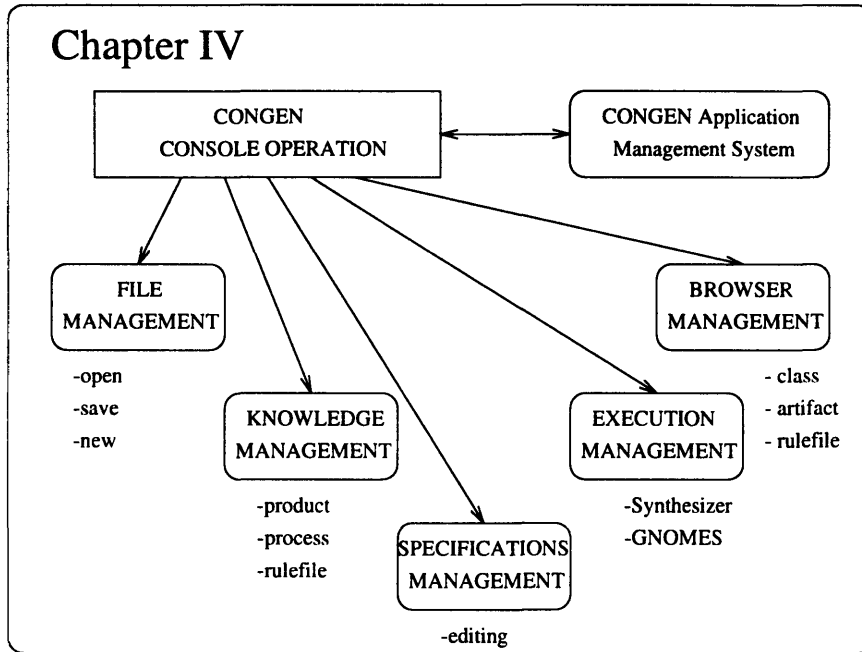 Chapter IV
CONGEN
CONSOLE OPERATION
CONGEN Application
Management System
FILE
MANAGEMENT
-open
-save
-new
KNOWLEDGE
MANAGEMENT
-product
-process
-rulefile
SPECIFICATIONS
MANAGEMENT
-editing
EXECUTION
MANAGEMENT
-Synthesizer
-GNOMES
BROWSER
MANAGEMENT
- class
- artifact
- rulefile